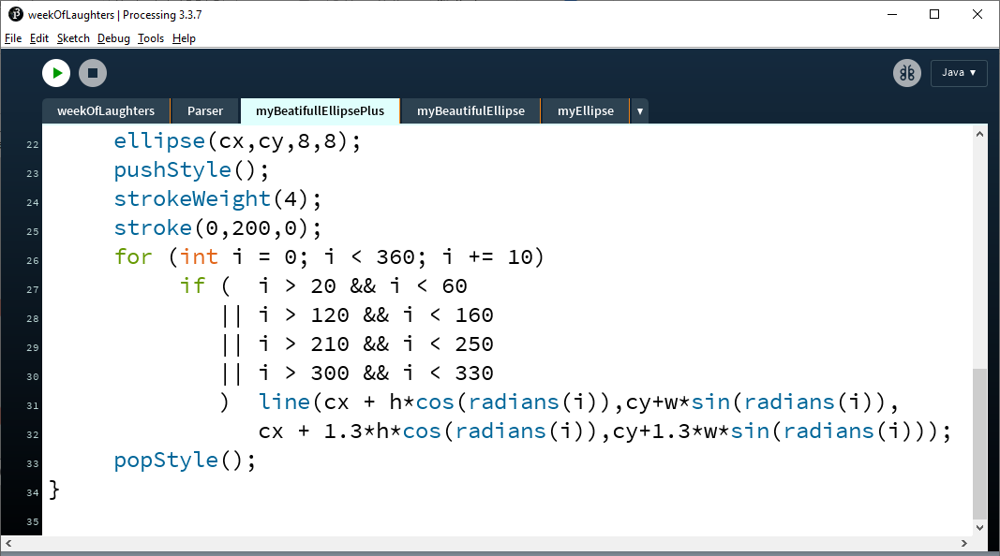 weekOfLaughters | Processing 3.3.7
File Edit Sketch Debug Tools Help
Java ▼
weekOfLaughters Parser myBeatifullEllipsePlus myBeautifulEllipse myEllipse ▼
22 ellipse(cx,cy,8,8);
23 pushStyle();
24 strokeWeight(4);
25 stroke(0,200,0);
26 for (int i = 0; i < 360; i += 10)
27 if (  i > 20 && i < 60
28 || i > 120 && i < 160
29 || i > 210 && i < 250
30 || i > 300 && i < 330
31 )  line(cx + h*cos(radians(i)),cy+w*sin(radians(i)),
32 cx + 1.3*h*cos(radians(i)),cy+1.3*w*sin(radians(i)));
33 popStyle();
34 }
35